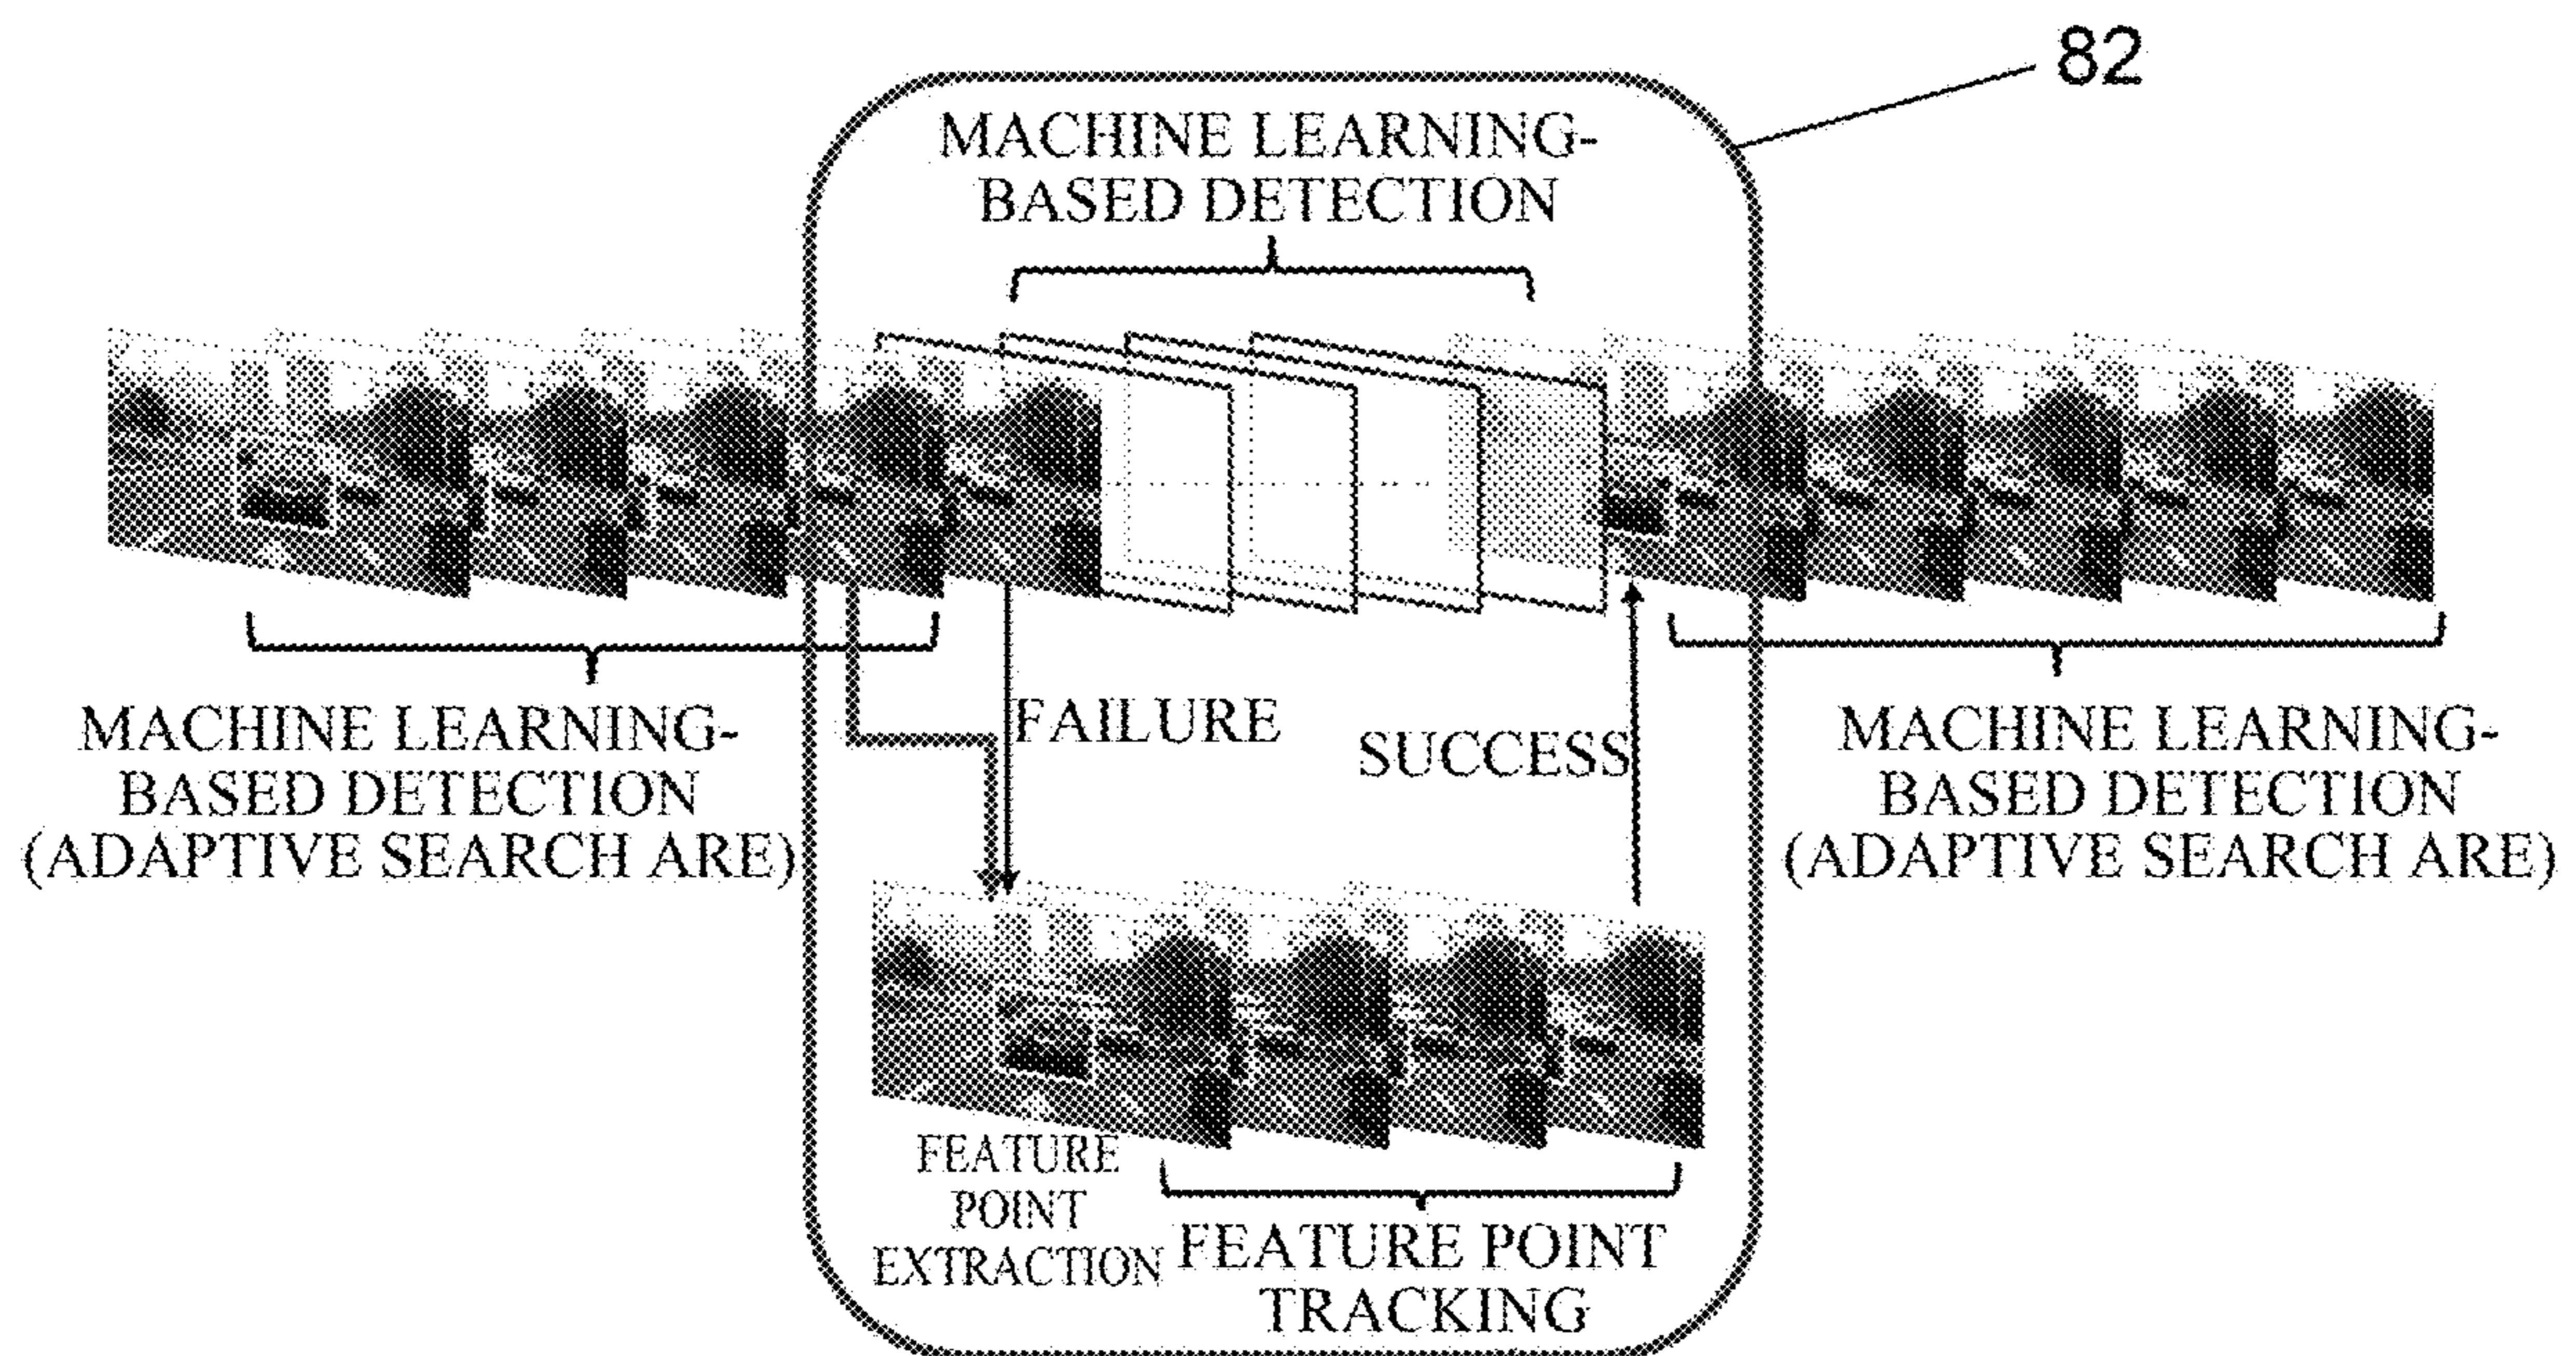 82
MACHINE LEARNING-
BASED DETECTION
FAILURE
SUCCESS
MACHINE LEARNING-
BASED DETECTION
(ADAPTIVE SEARCH ARE)
MACHINE LEARNING-
BASED DETECTION
(ADAPTIVE SEARCH ARE)
FEATURE
POINT
EXTRACTION
FEATURE POINT
TRACKING